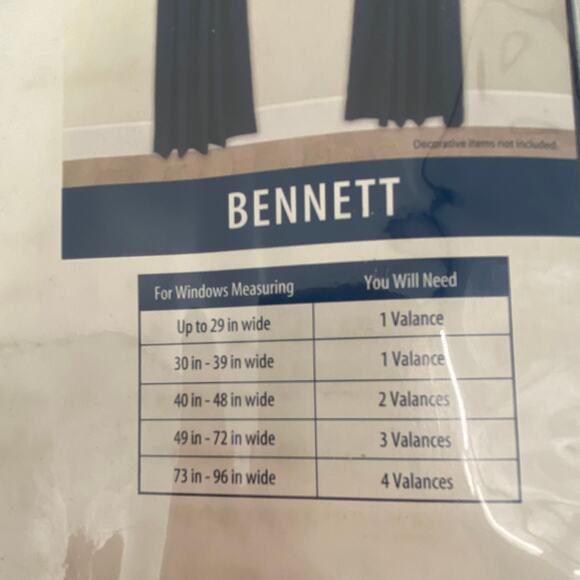 Decorative items not included.
BENNETT
For Windows Measuring You Will Need
Up to 29 in wide 1 Valance
30 in - 39 in wide 1 Valance
40 in - 48 in wide 2 Valances
49 in - 72 in wide 3 Valances
73 in - 96 in wide 4 Valances